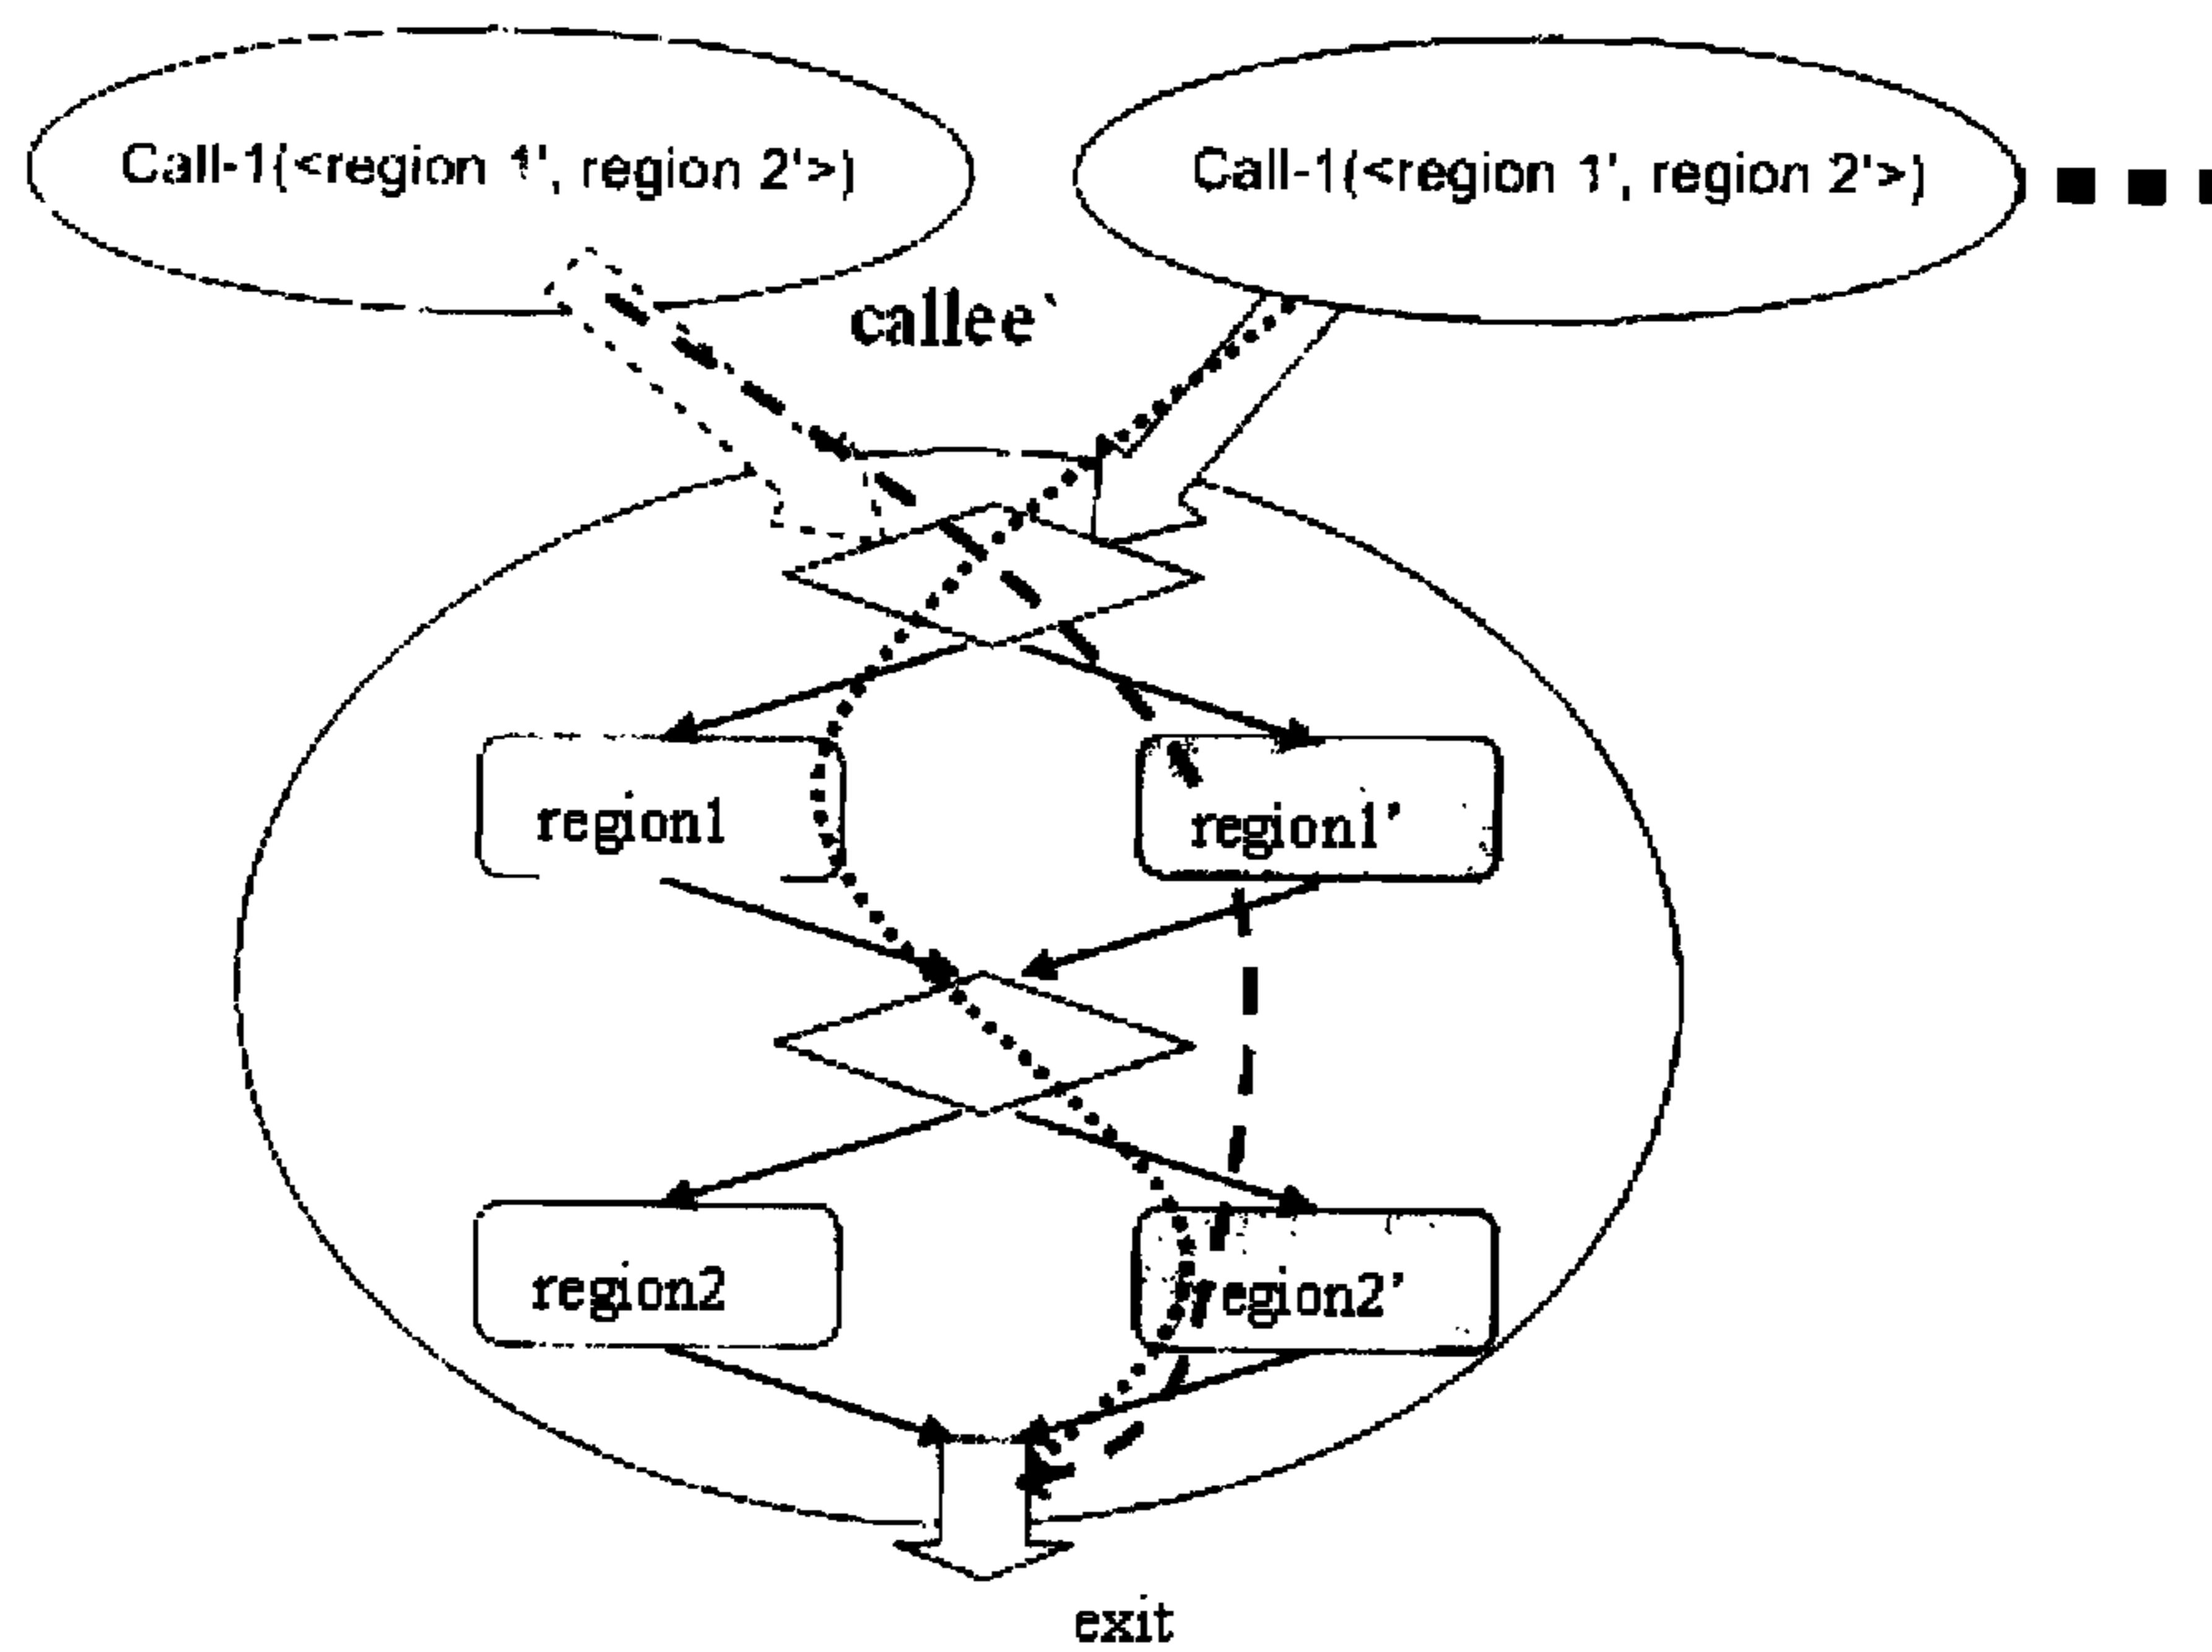 Call-1(<region 1', region 2'>)
Call-1(<region 1', region 2'>)
callee`
region1
region1’
region2
region2’
exit